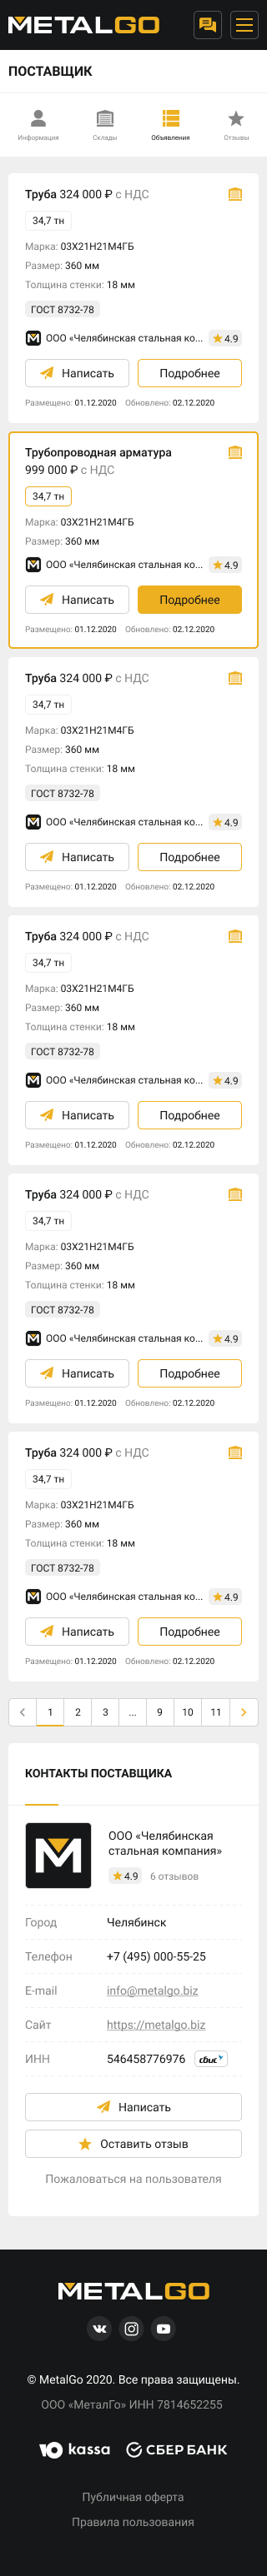 METALGO
ПОСТАВЩИК
Информация Склады Объявления Отзывы
Труба 324 000 ₽ с НДС
34,7 тн
Марка: 03Х21Н21М4ГБ
Размер: 360 мм
Толщина стенки: 18 мм
ГОСТ 8732-78
ООО «Челябинская стальная ко... 4.9
Написать Подробнее
Размещено: 01.12.2020 Обновлено: 02.12.2020
Трубопроводная арматура
999 000 ₽ с НДС
34,7 тн
Марка: 03Х21Н21М4ГБ
Размер: 360 мм
ООО «Челябинская стальная ко... 4.9
Написать Подробнее
Размещено: 01.12.2020 Обновлено: 02.12.2020
Труба 324 000 ₽ с НДС
34,7 тн
Марка: 03Х21Н21М4ГБ
Размер: 360 мм
Толщина стенки: 18 мм
ГОСТ 8732-78
ООО «Челябинская стальная ко... 4.9
Написать Подробнее
Размещено: 01.12.2020 Обновлено: 02.12.2020
Труба 324 000 ₽ с НДС
34,7 тн
Марка: 03Х21Н21М4ГБ
Размер: 360 мм
Толщина стенки: 18 мм
ГОСТ 8732-78
ООО «Челябинская стальная ко... 4.9
Написать Подробнее
Размещено: 01.12.2020 Обновлено: 02.12.2020
Труба 324 000 ₽ с НДС
34,7 тн
Марка: 03Х21Н21М4ГБ
Размер: 360 мм
Толщина стенки: 18 мм
ГОСТ 8732-78
ООО «Челябинская стальная ко... 4.9
Написать Подробнее
Размещено: 01.12.2020 Обновлено: 02.12.2020
Труба 324 000 ₽ с НДС
34,7 тн
Марка: 03Х21Н21М4ГБ
Размер: 360 мм
Толщина стенки: 18 мм
ГОСТ 8732-78
ООО «Челябинская стальная ко... 4.9
Написать Подробнее
Размещено: 01.12.2020 Обновлено: 02.12.2020
1 2 3 ... 9 10 11
КОНТАКТЫ ПОСТАВЩИКА
ООО «Челябинская
стальная компания»
4.9 6 отзывов
Город Челябинск
Телефон +7 (495) 000-55-25
E-mail info@metalgo.biz
Сайт https://metalgo.biz
ИНН 546458776976 сбис
Написать
Оставить отзыв
Пожаловаться на пользователя
METALGO
© MetalGo 2020. Все права защищены.
ООО «МеталГо» ИНН 7814652255
Ю kassa СБЕР БАНК
Публичная оферта
Правила пользования